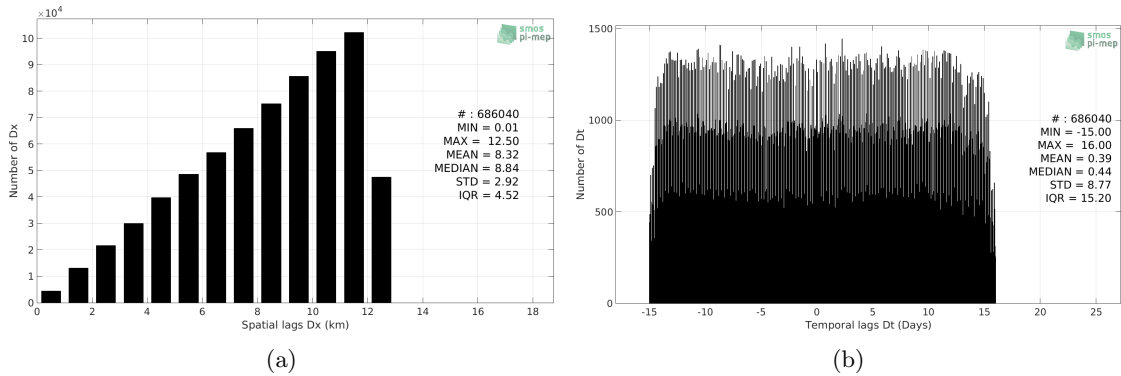 ×10⁴
10
9
8
7
6
5
4
3
2
1
0
0 2 4 6 8 10 12 14 16 18
Number of Dx
Spatial lags Dx (km)
smos
pi-mep
# : 686040
MIN = 0.01
MAX = 12.50
MEAN = 8.32
MEDIAN = 8.84
STD = 2.92
IQR = 4.52
(a)
1500
1000
500
0
-15 -10 -5 0 5 10 15 20 25
Number of Dt
Temporal lags Dt (Days)
smos
pi-mep
# : 686040
MIN = -15.00
MAX = 16.00
MEAN = 0.39
MEDIAN = 0.44
STD = 8.77
IQR = 15.20
(b)